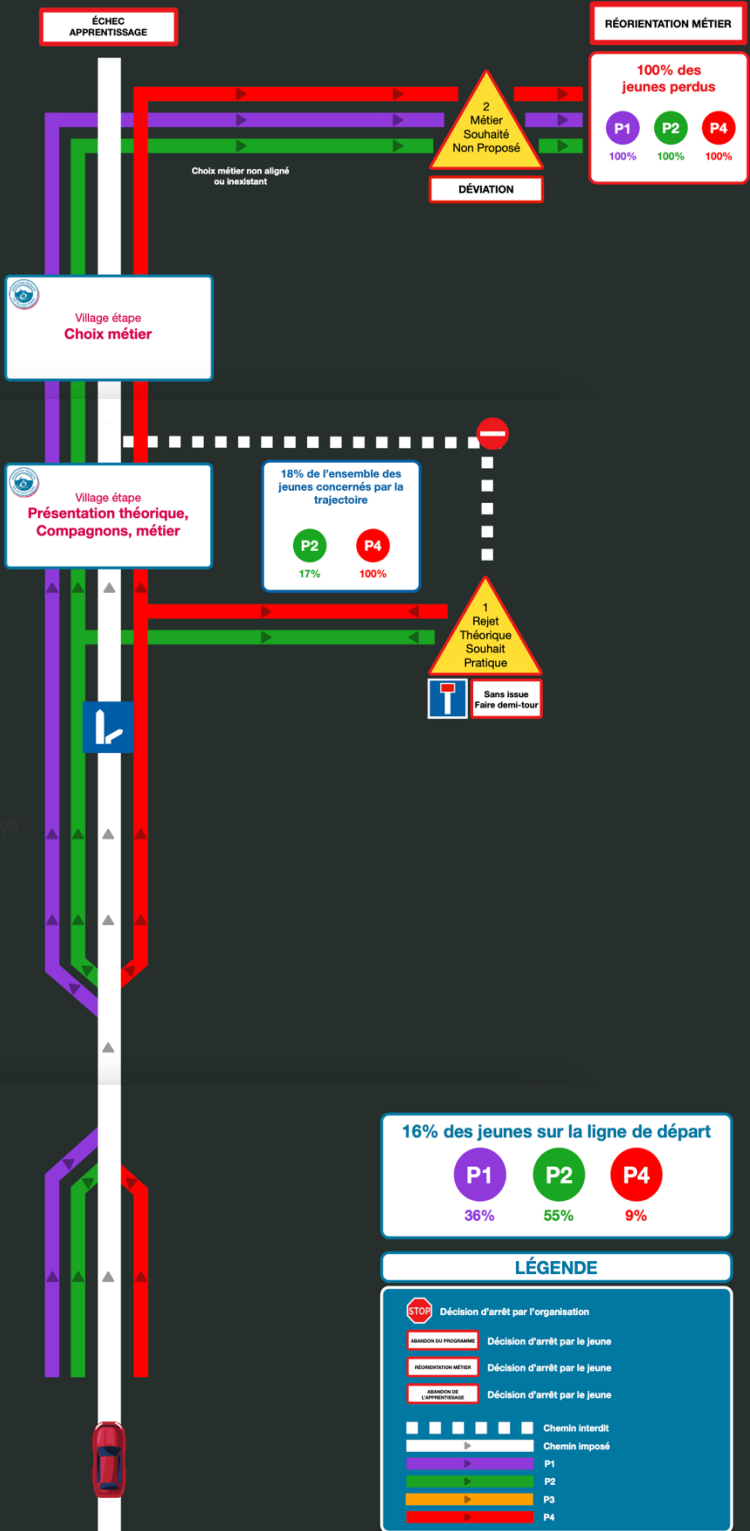 ÉCHEC
APPRENTISSAGE
RÉORIENTATION MÉTIER
100% des
jeunes perdus
P1
P2
P4
100%
100%
100%
2
Métier
Souhaité
Non Proposé
DÉVIATION
Choix métier non aligné
ou inexistant
Village étape
Choix métier
Village étape
Présentation théorique,
Compagnons, métier
18% de l'ensemble des
jeunes concernés par la
trajectoire
P2
P4
17%
100%
1
Rejet
Théorique
Souhait
Pratique
Sans issue
Faire demi-tour
16% des jeunes sur la ligne de départ
P1
P2
P4
36%
55%
9%
LÉGENDE
STOP
Décision d'arrêt par l'organisation
ABANDON DU PROGRAMME
Décision d'arrêt par le jeune
RÉORIENTATION MÉTIER
Décision d'arrêt par le jeune
ABANDON DE
L'APPRENTISSAGE
Décision d'arrêt par le jeune
Chemin interdit
Chemin imposé
P1
P2
P3
P4